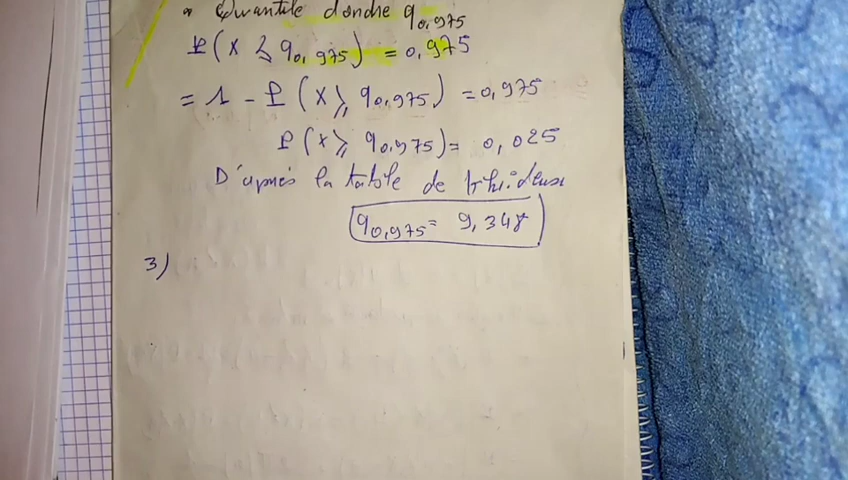 • Quantile d'ordre q0,975
P(X ⩽ q0,975) = 0,975
= 1 - P(X ⩾ q0,975) = 0,975
P(X ⩾ q0,975) = 0,025
D'après la table de khi-deux
q0,975 = 9,348
3)